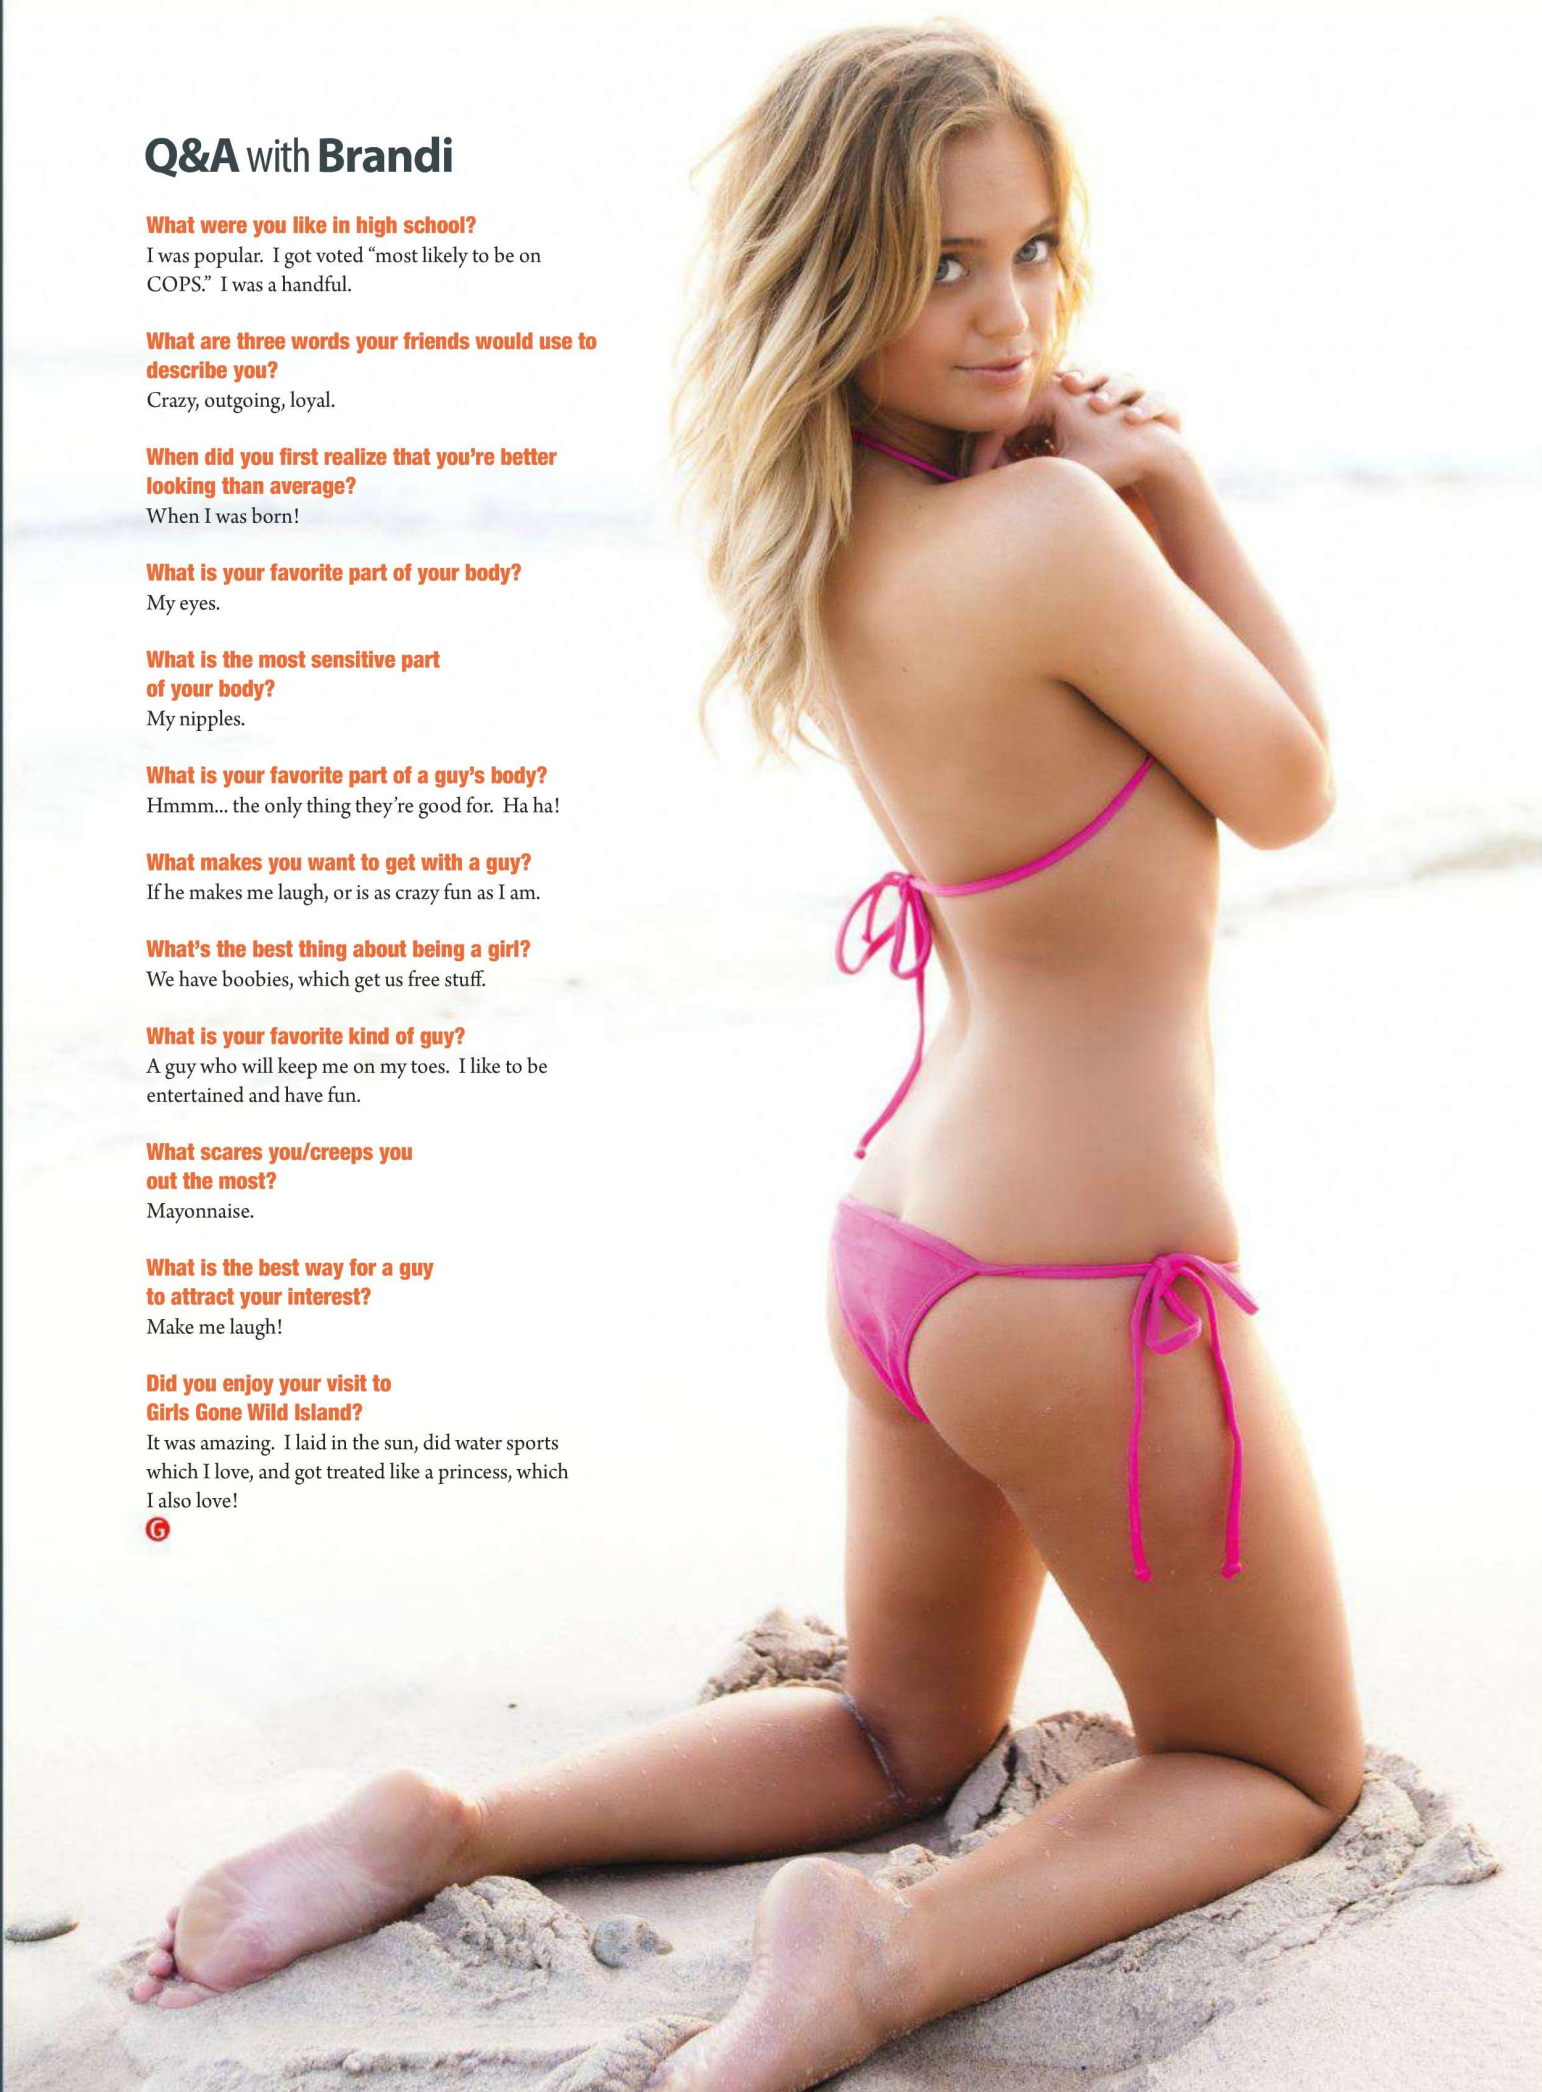 Q&A with Brandi
What were you like in high school?
I was popular. I got voted “most likely to be on
COPS.” I was a handful.
What are three words your friends would use to
describe you?
Crazy, outgoing, loyal.
When did you first realize that you're better
looking than average?
When I was born!
What is your favorite part of your body?
My eyes.
What is the most sensitive part
of your body?
My nipples.
What is your favorite part of a guy's body?
Hmmm... the only thing they're good for. Ha ha!
What makes you want to get with a guy?
If he makes me laugh, or is as crazy fun as I am.
What's the best thing about being a girl?
We have boobies, which get us free stuff.
What is your favorite kind of guy?
A guy who will keep me on my toes. I like to be
entertained and have fun.
What scares you/creeps you
out the most?
Mayonnaise.
What is the best way for a guy
to attract your interest?
Make me laugh!
Did you enjoy your visit to
Girls Gone Wild Island?
It was amazing. I laid in the sun, did water sports
which I love, and got treated like a princess, which
I also love!
G